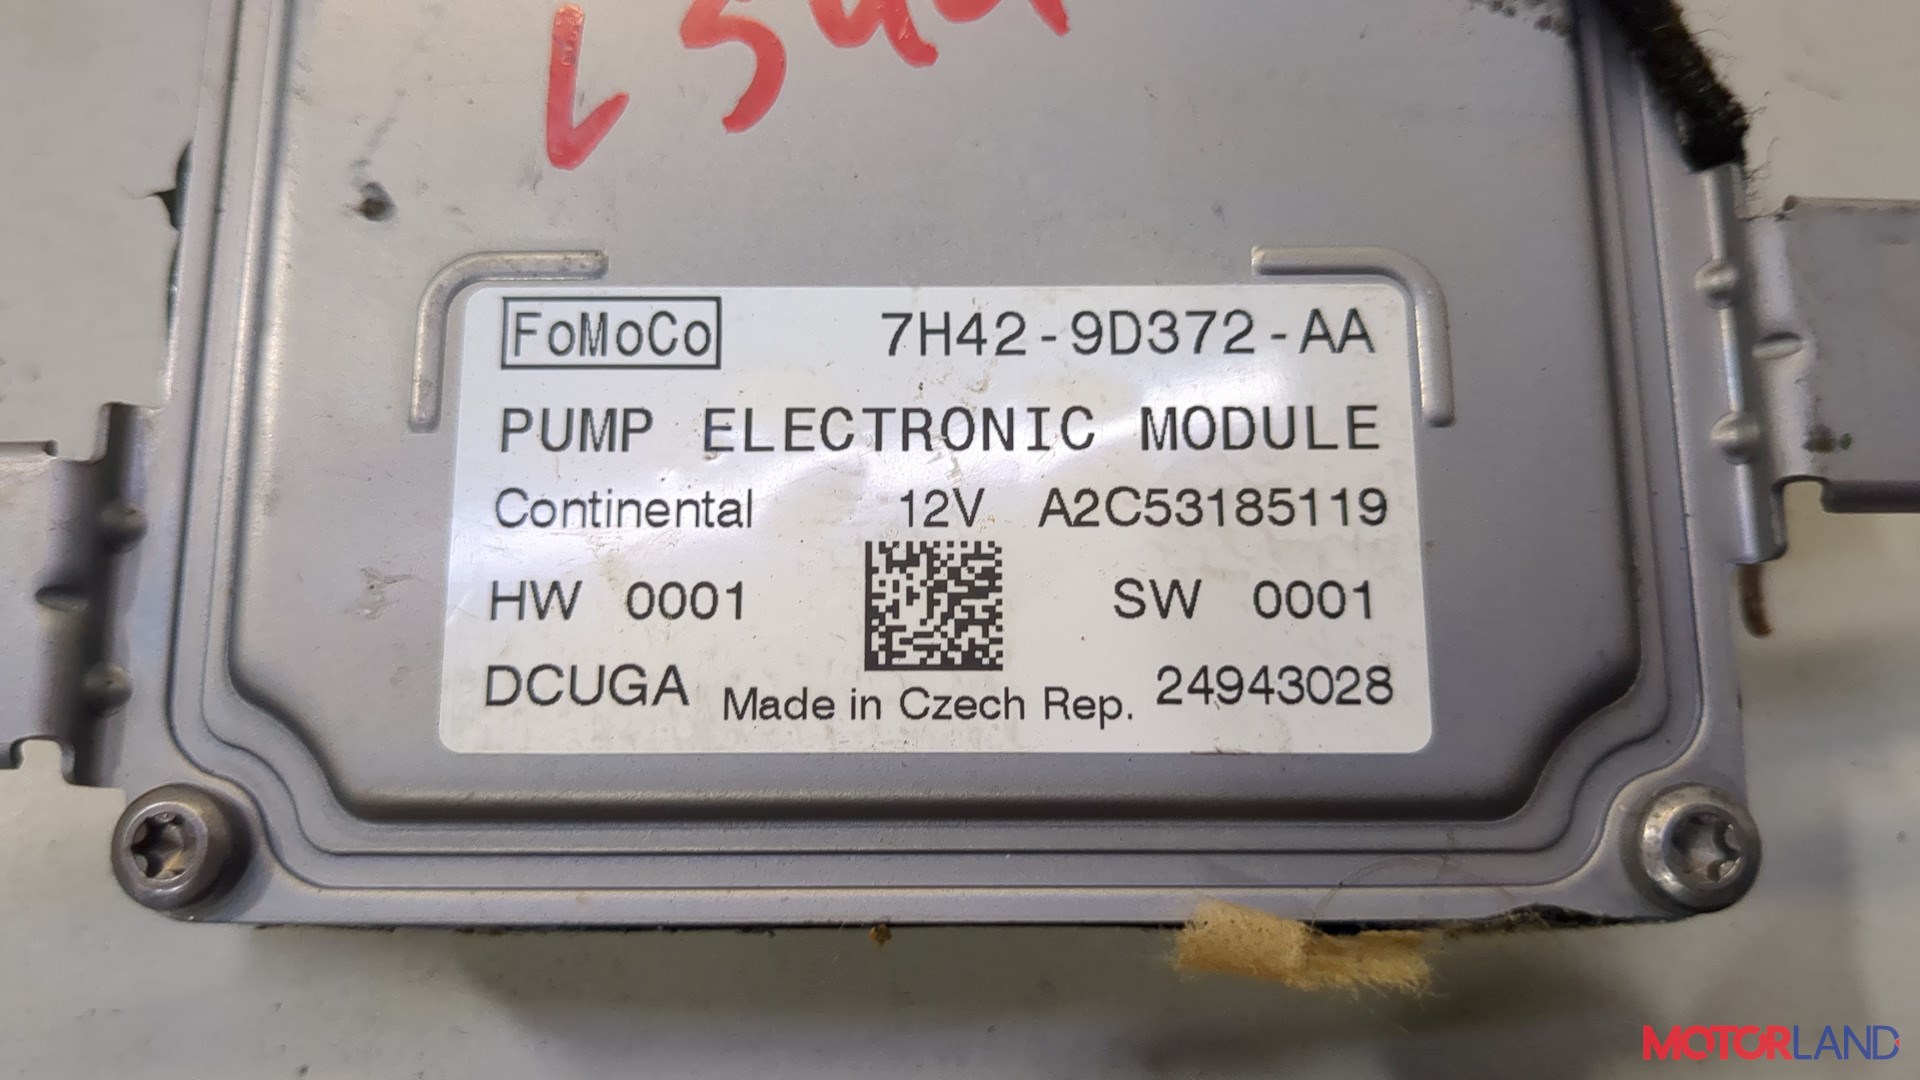 FoMoCo 7H42-9D372-AA
PUMP ELECTRONIC MODULE
Continental 12V A2C53185119
HW 0001 SW 0001
DCUGA Made in Czech Rep. 24943028
MOTORLAND